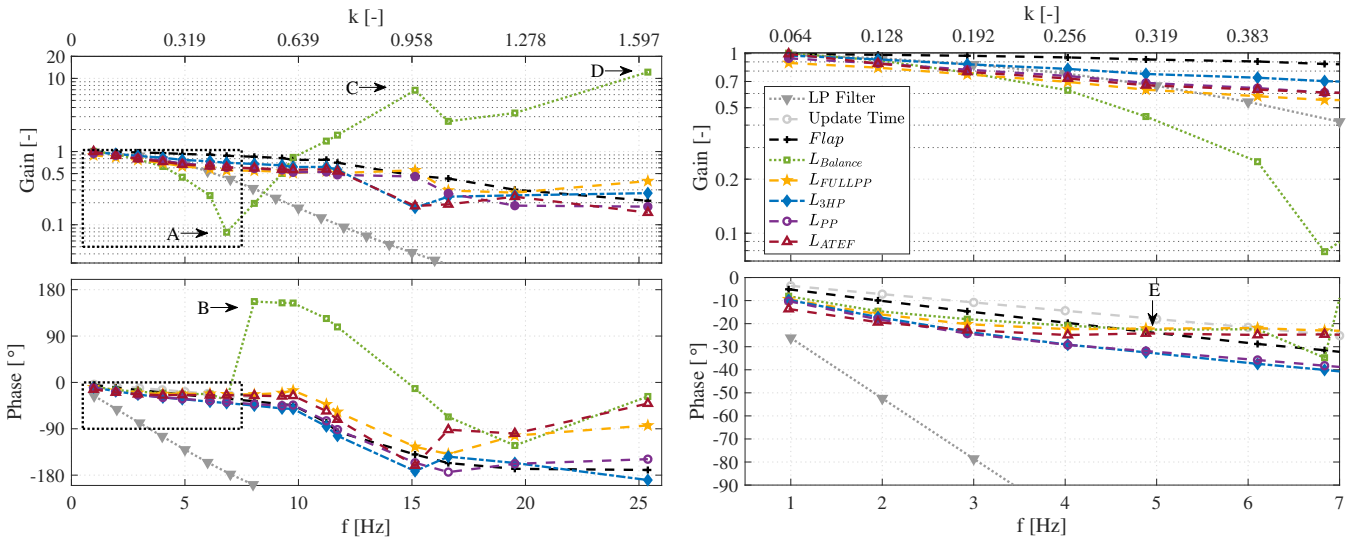 k [-]
0 0.319 0.639 0.958 1.278 1.597
20
10
1
0.5
0.1
Gain [-]
A
C
D
180
90
0
-90
-180
Phase [°]
B
0 5 10 15 20 25
f [Hz]
k [-]
0.064 0.128 0.192 0.256 0.319 0.383
1
0.7
0.5
0.2
0.1
Gain [-]
LP Filter
Update Time
Flap
L_Balance
L_FULLPP
L_3HP
L_PP
L_ATEF
0
-10
-20
-30
-40
-50
-60
-70
-80
-90
Phase [°]
E
1 2 3 4 5 6 7
f [Hz]